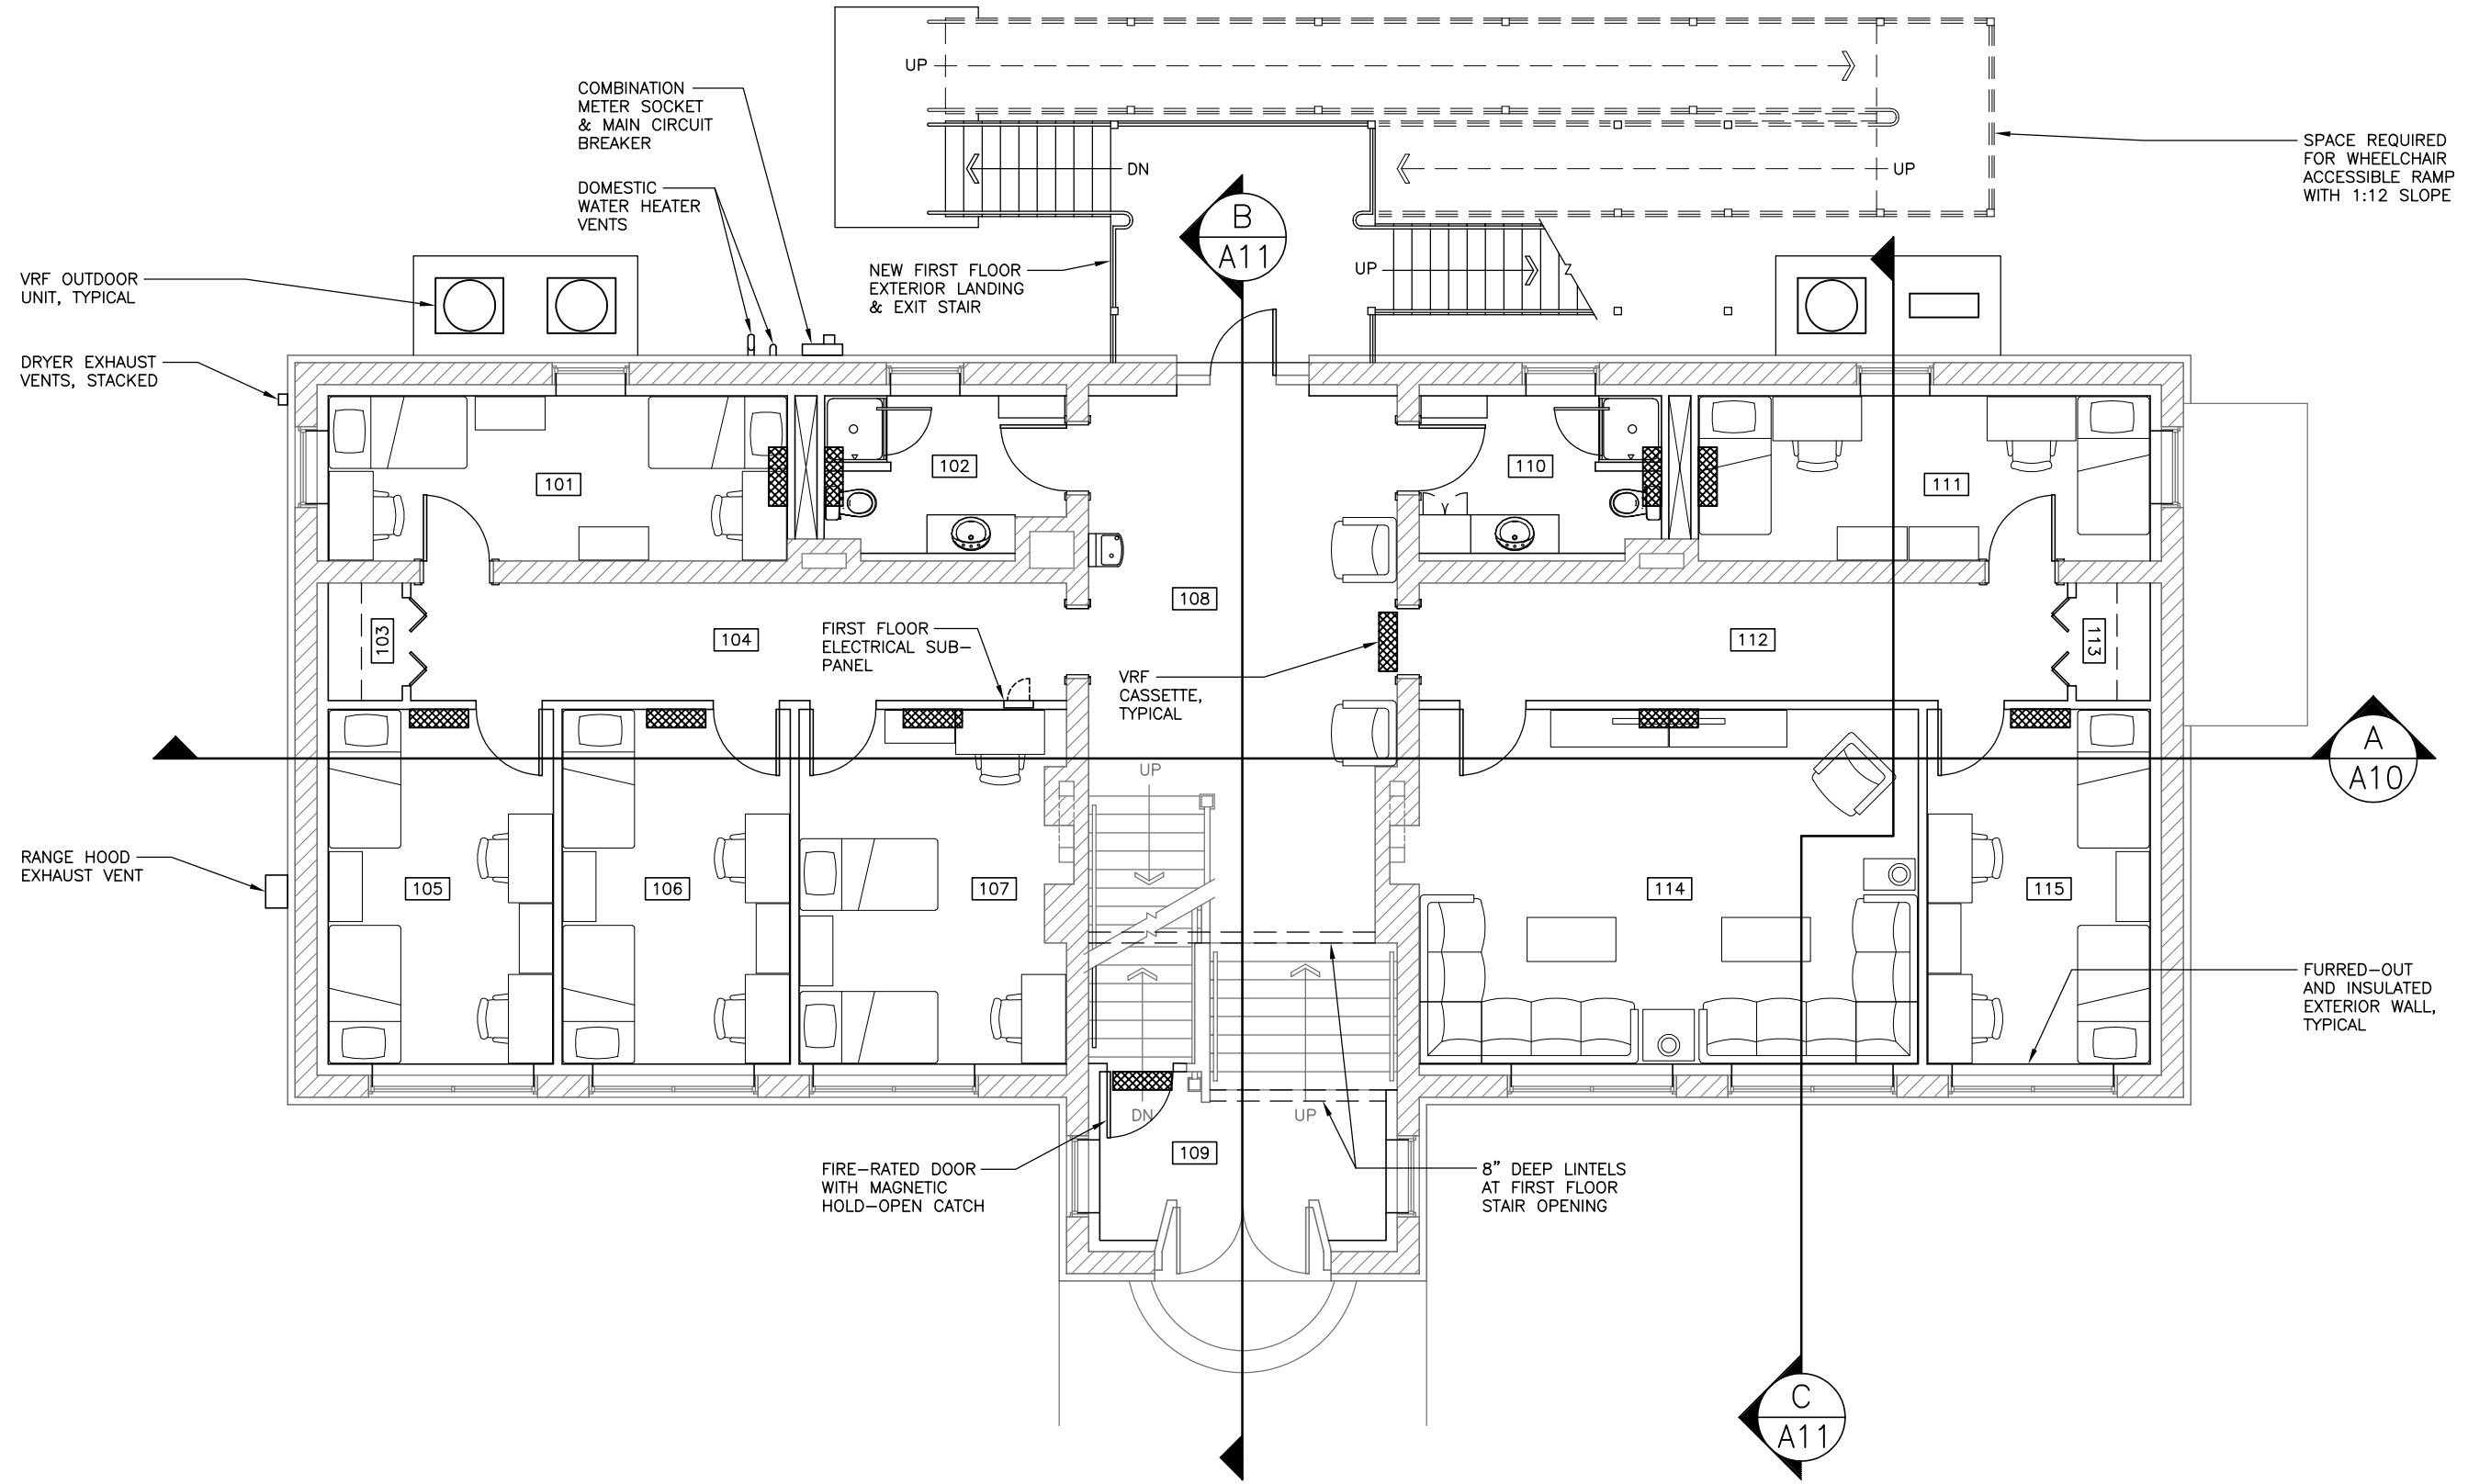 UP
COMBINATION
METER SOCKET
& MAIN CIRCUIT
BREAKER
SPACE REQUIRED
FOR WHEELCHAIR
ACCESSIBLE RAMP
WITH 1:12 SLOPE
DN
UP
DOMESTIC
WATER HEATER
VENTS
B
A11
NEW FIRST FLOOR
EXTERIOR LANDING
& EXIT STAIR
UP
VRF OUTDOOR
UNIT, TYPICAL
DRYER EXHAUST
VENTS, STACKED
101
102
110
111
108
103
104
FIRST FLOOR
ELECTRICAL SUB-
PANEL
112
113
VRF
CASSETTE,
TYPICAL
A
A10
UP
RANGE HOOD
EXHAUST VENT
105
106
107
114
115
FURRED-OUT
AND INSULATED
EXTERIOR WALL,
TYPICAL
DN
UP
109
FIRE-RATED DOOR
WITH MAGNETIC
HOLD-OPEN CATCH
8" DEEP LINTELS
AT FIRST FLOOR
STAIR OPENING
C
A11